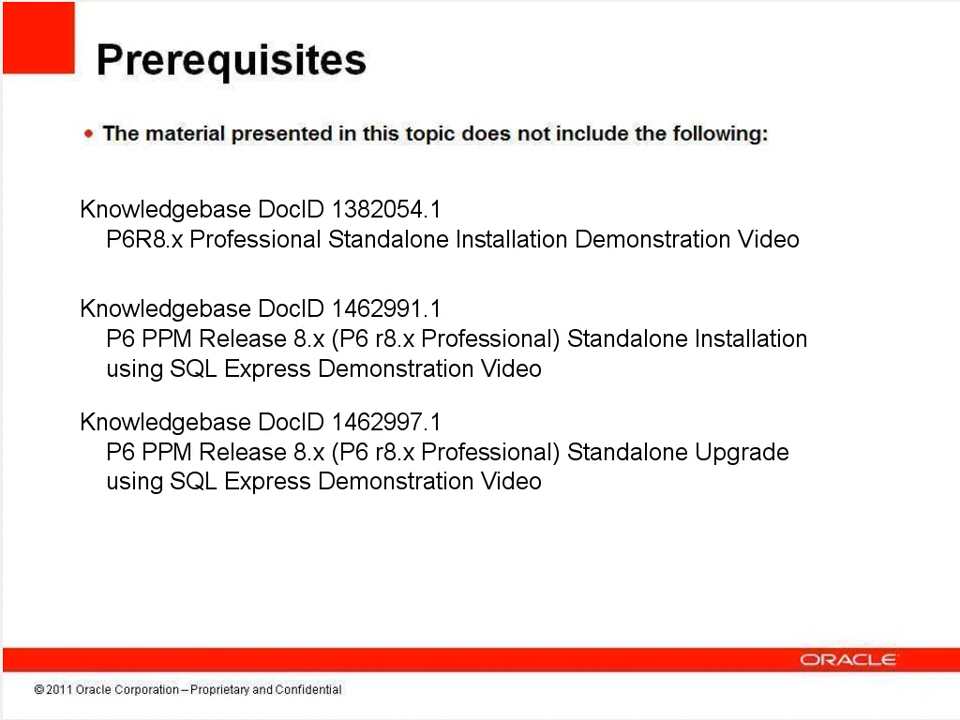 Prerequisites
• The material presented in this topic does not include the following:
Knowledgebase DocID 1382054.1
P6R8.x Professional Standalone Installation Demonstration Video
Knowledgebase DocID 1462991.1
P6 PPM Release 8.x (P6 r8.x Professional) Standalone Installation
using SQL Express Demonstration Video
Knowledgebase DocID 1462997.1
P6 PPM Release 8.x (P6 r8.x Professional) Standalone Upgrade
using SQL Express Demonstration Video
ORACLE
© 2011 Oracle Corporation – Proprietary and Confidential